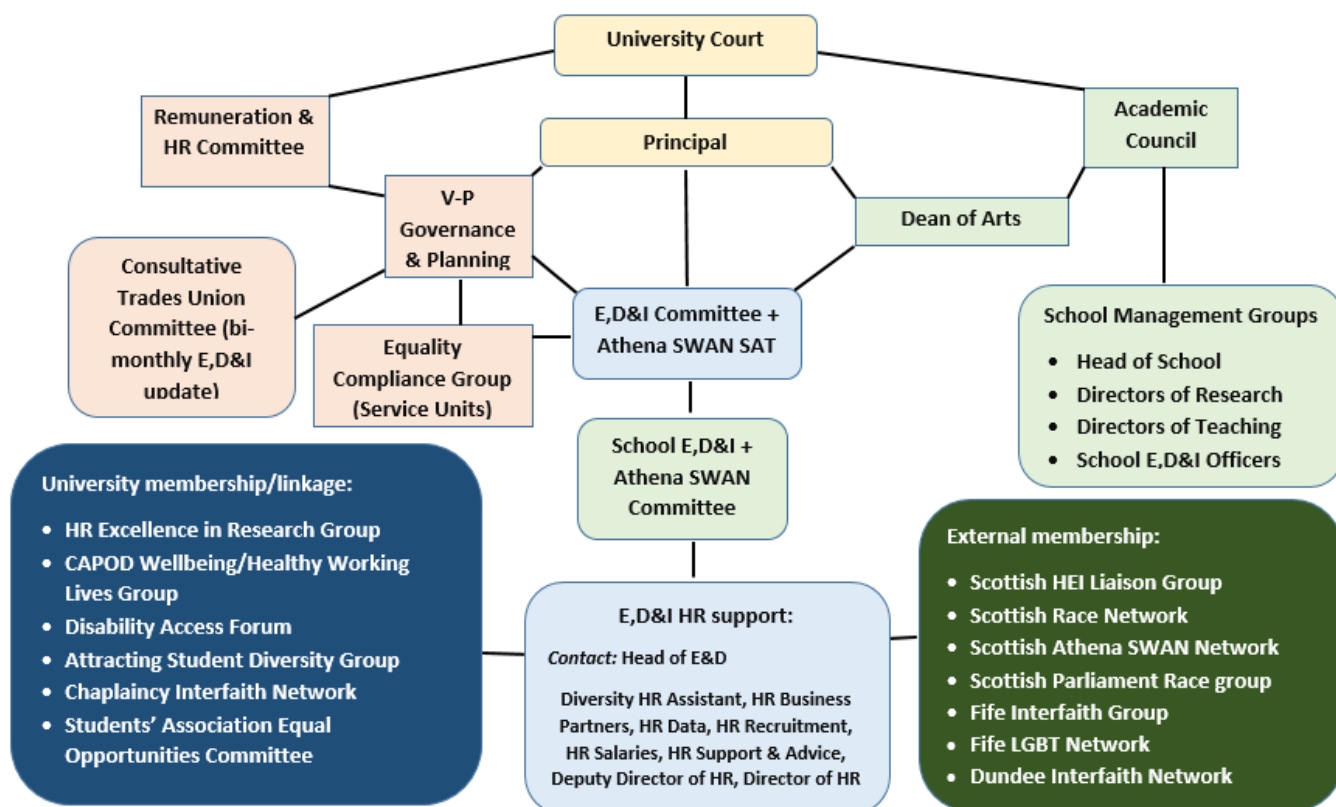 University Court
Remuneration &
HR Committee
Academic
Council
Principal
V-P
Governance
& Planning
Dean of Arts
Consultative
Trades Union
Committee (bi-
monthly E,D&I
update)
Equality
Compliance Group
(Service Units)
E,D&I Committee +
Athena SWAN SAT
School Management Groups
• Head of School
• Directors of Research
• Directors of Teaching
• School E,D&I Officers
School E,D&I +
Athena SWAN
Committee
University membership/linkage:
• HR Excellence in Research Group
• CAPOD Wellbeing/Healthy Working
Lives Group
• Disability Access Forum
• Attracting Student Diversity Group
• Chaplaincy Interfaith Network
• Students’ Association Equal
Opportunities Committee
E,D&I HR support:
Contact: Head of E&D
Diversity HR Assistant, HR Business
Partners, HR Data, HR Recruitment,
HR Salaries, HR Support & Advice,
Deputy Director of HR, Director of HR
External membership:
• Scottish HEI Liaison Group
• Scottish Race Network
• Scottish Athena SWAN Network
• Scottish Parliament Race group
• Fife Interfaith Group
• Fife LGBT Network
• Dundee Interfaith Network